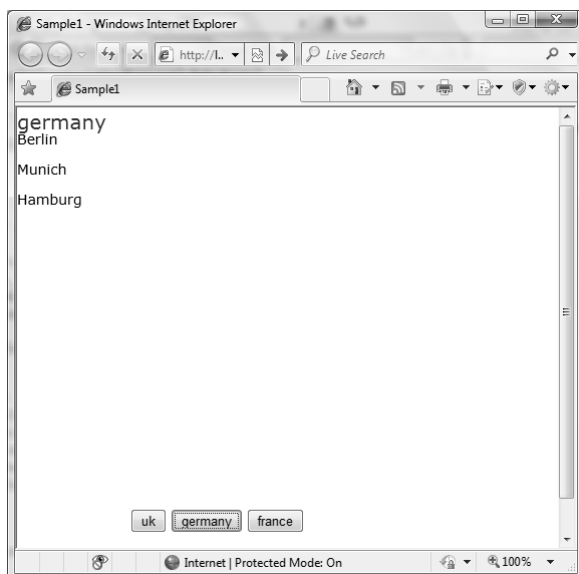 Sample1 - Windows Internet Explorer
http://l..
Live Search
Sample1
germany
Berlin
Munich
Hamburg
uk germany france
Internet | Protected Mode: On
100%